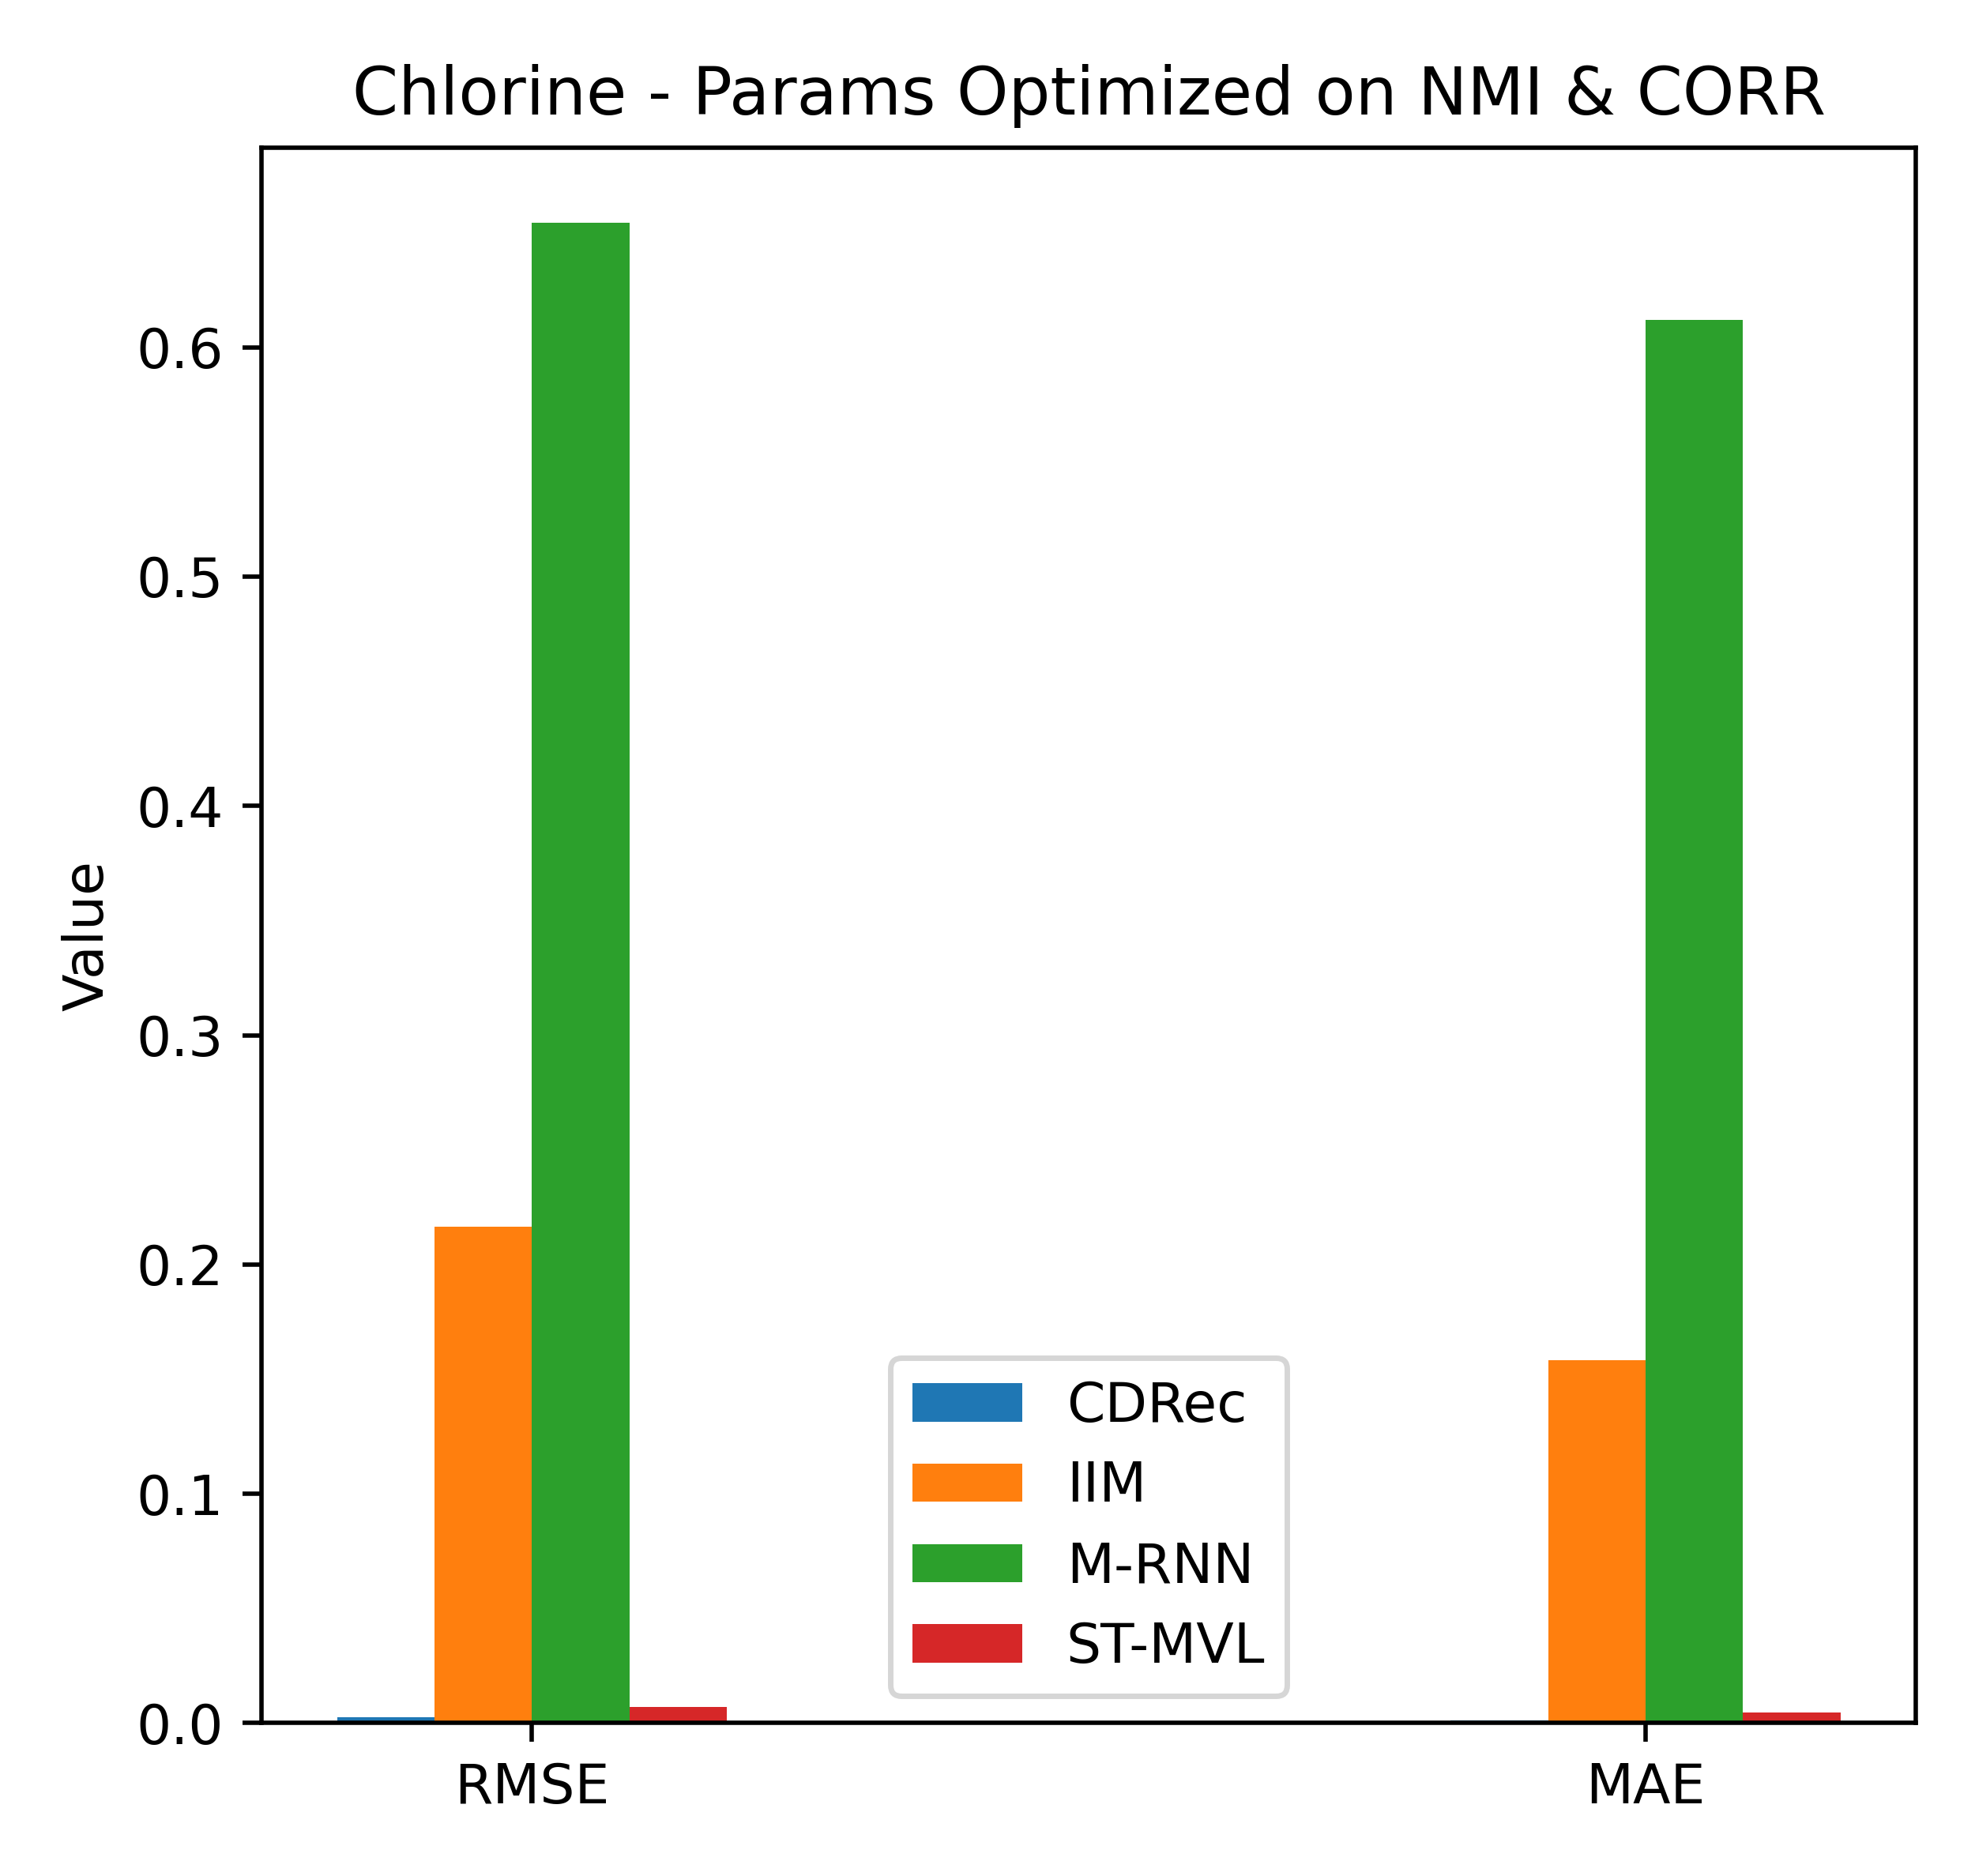 Chlorine - Params Optimized on NMI & CORR
0.6
0.5
0.4
0.3
0.2
0.1
0.0
Value
CDRec
IIM
M-RNN
ST-MVL
RMSE
MAE